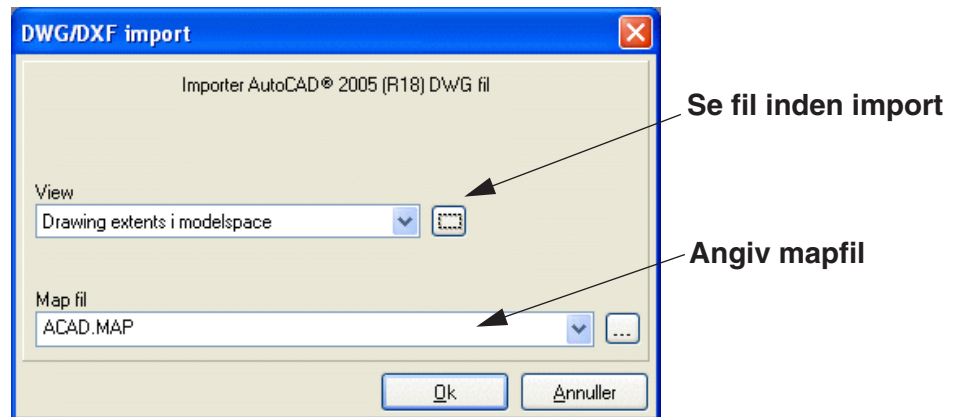 DWG/DXF import
Importer AutoCAD® 2005 (R18) DWG fil
Se fil inden import
View
Drawing extents i modelspace
Angiv mapfil
Map fil
ACAD.MAP
...
Ok
Annuller